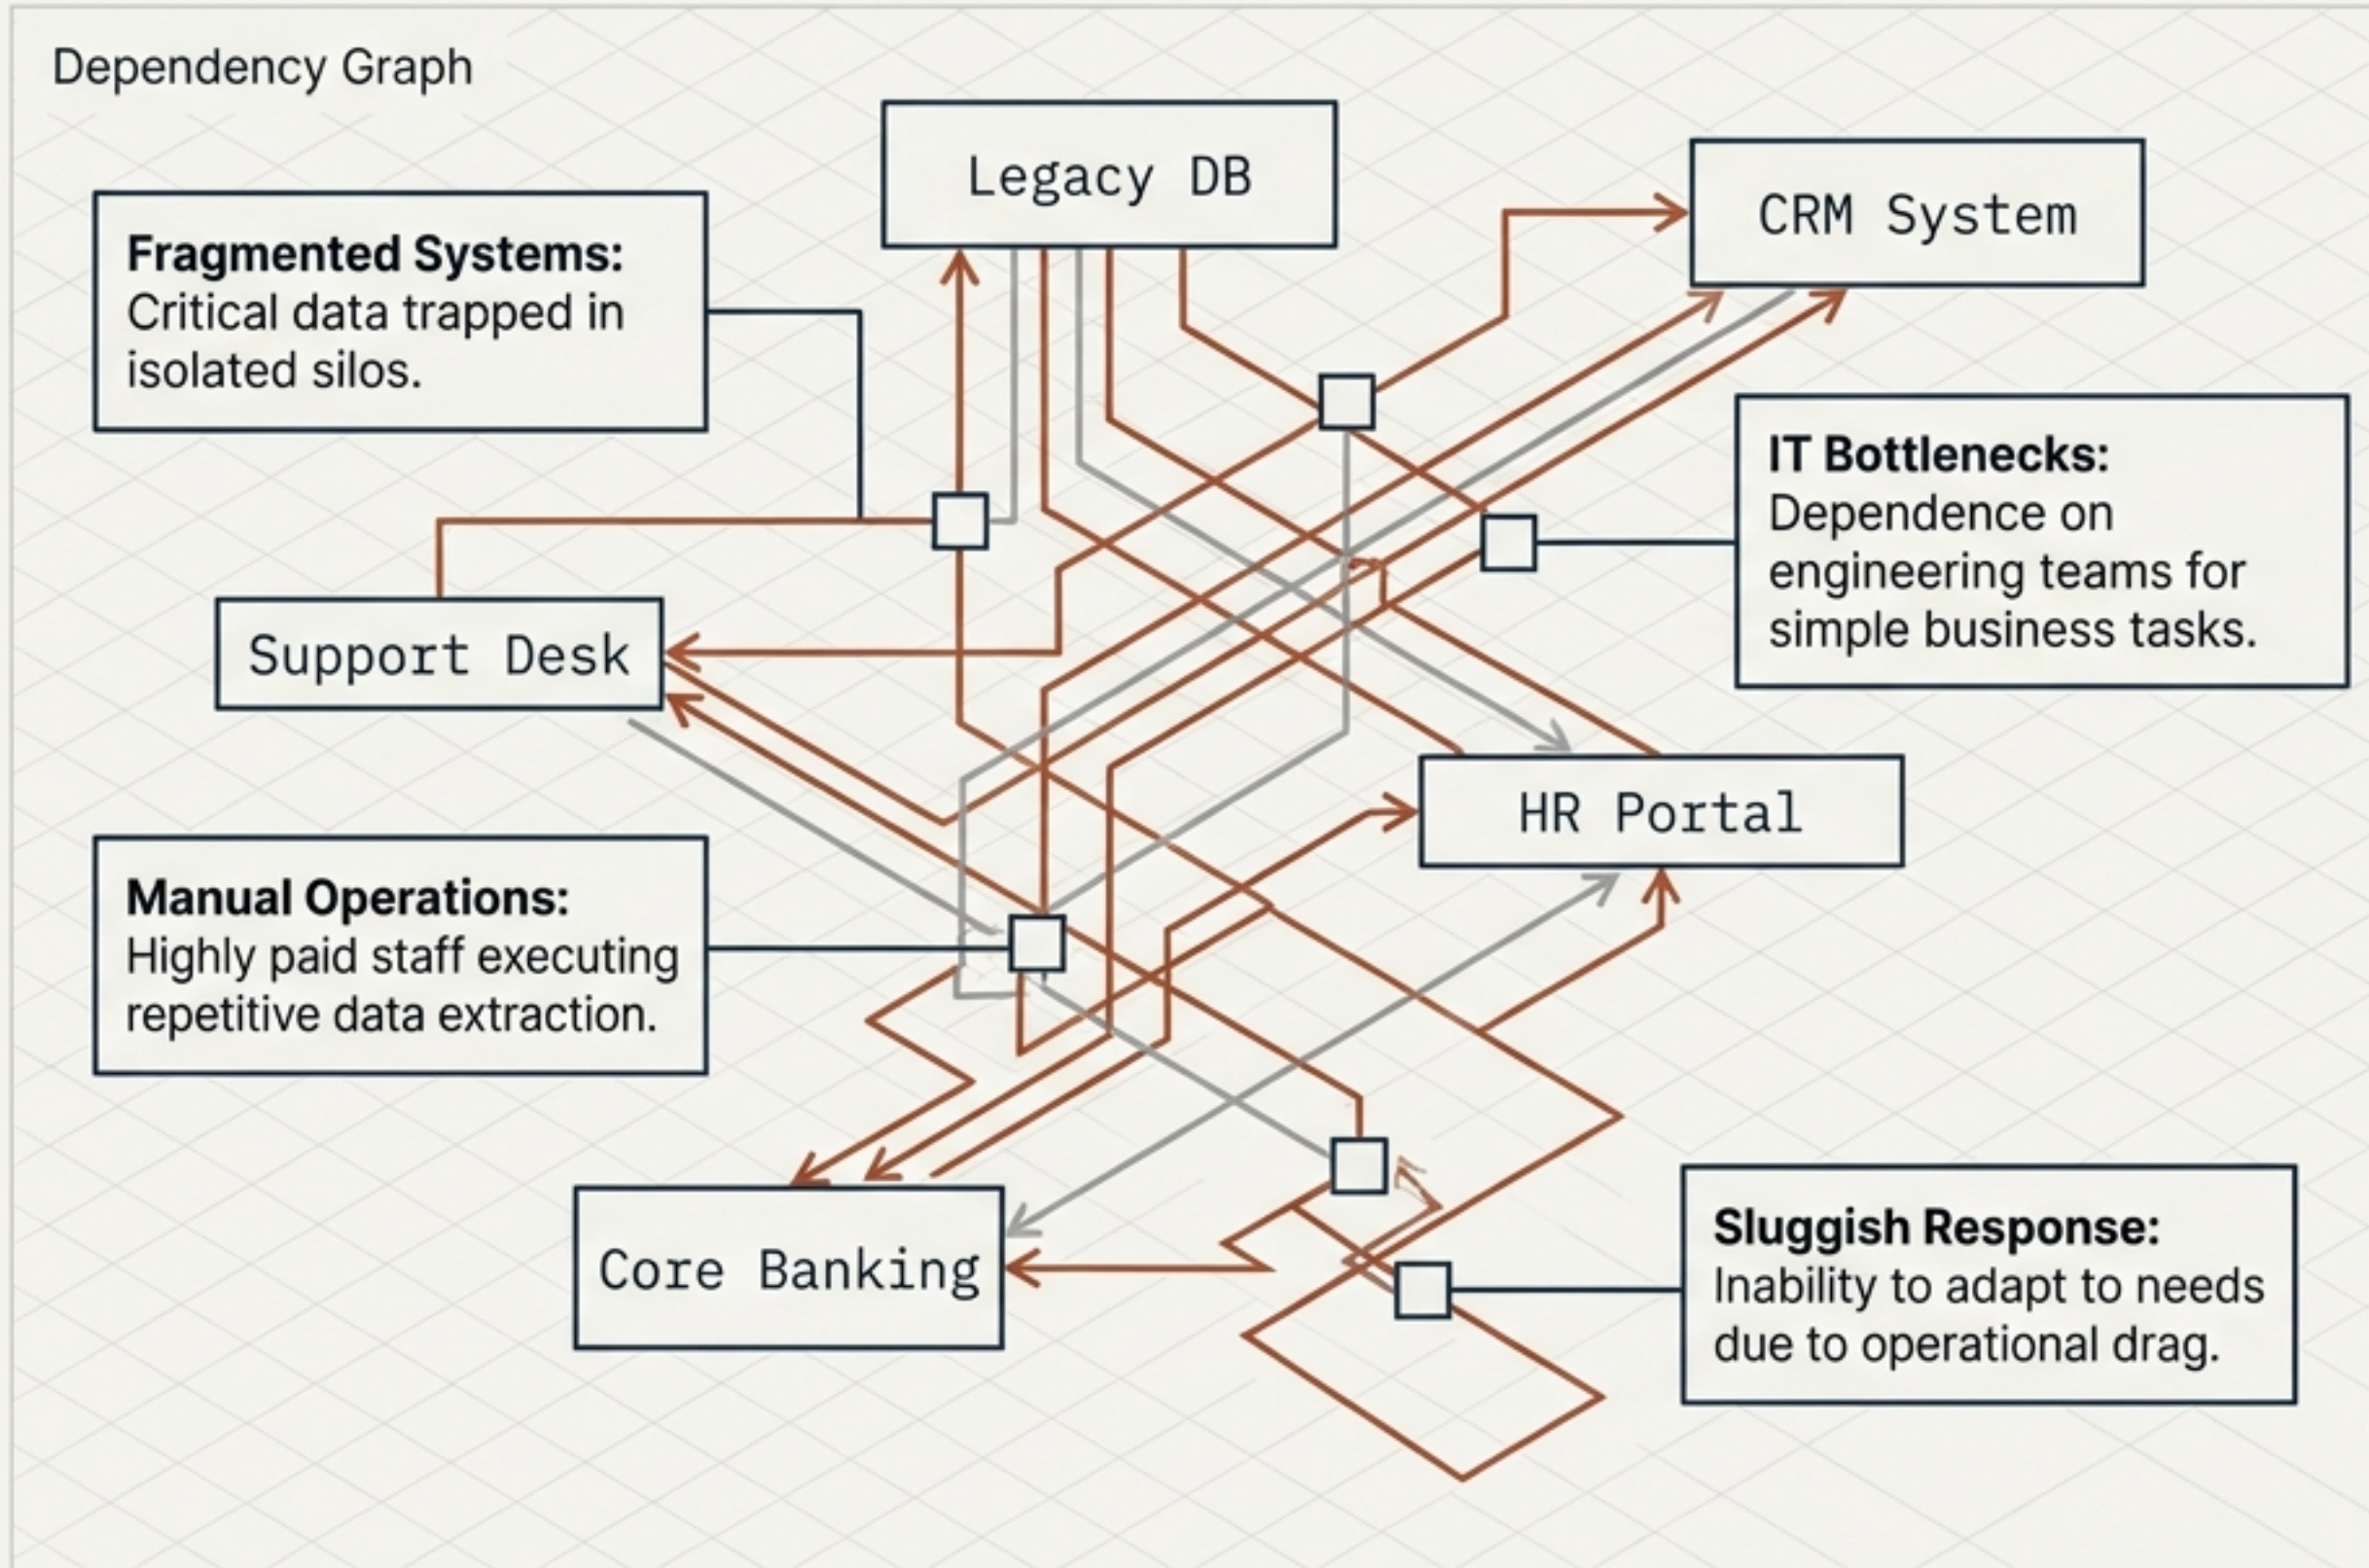 Dependency Graph
Legacy DB
CRM System
Fragmented Systems:
Critical data trapped in
isolated silos.
IT Bottlenecks:
Dependence on
engineering teams for
simple business tasks.
Support Desk
HR Portal
Manual Operations:
Highly paid staff executing
repetitive data extraction.
Core Banking
Sluggish Response:
Inability to adapt to needs
due to operational drag.